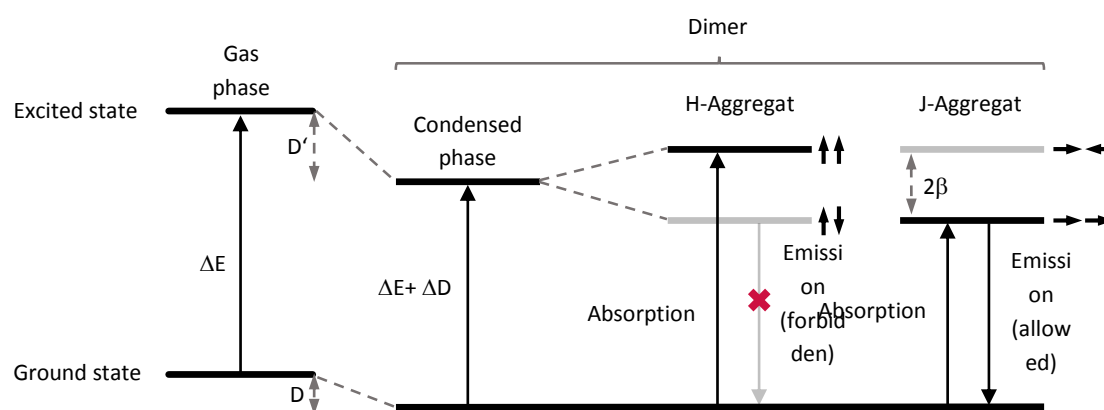 Dimer
Gas
phase
H-Aggregat
J-Aggregat
Excited state
Condensed
phase
D‘
2β
ΔE
ΔE+ ΔD
Absorption
Emissi
on
(forbid
den)
Absorption
Emissi
on
(allow
ed)
Ground state
D